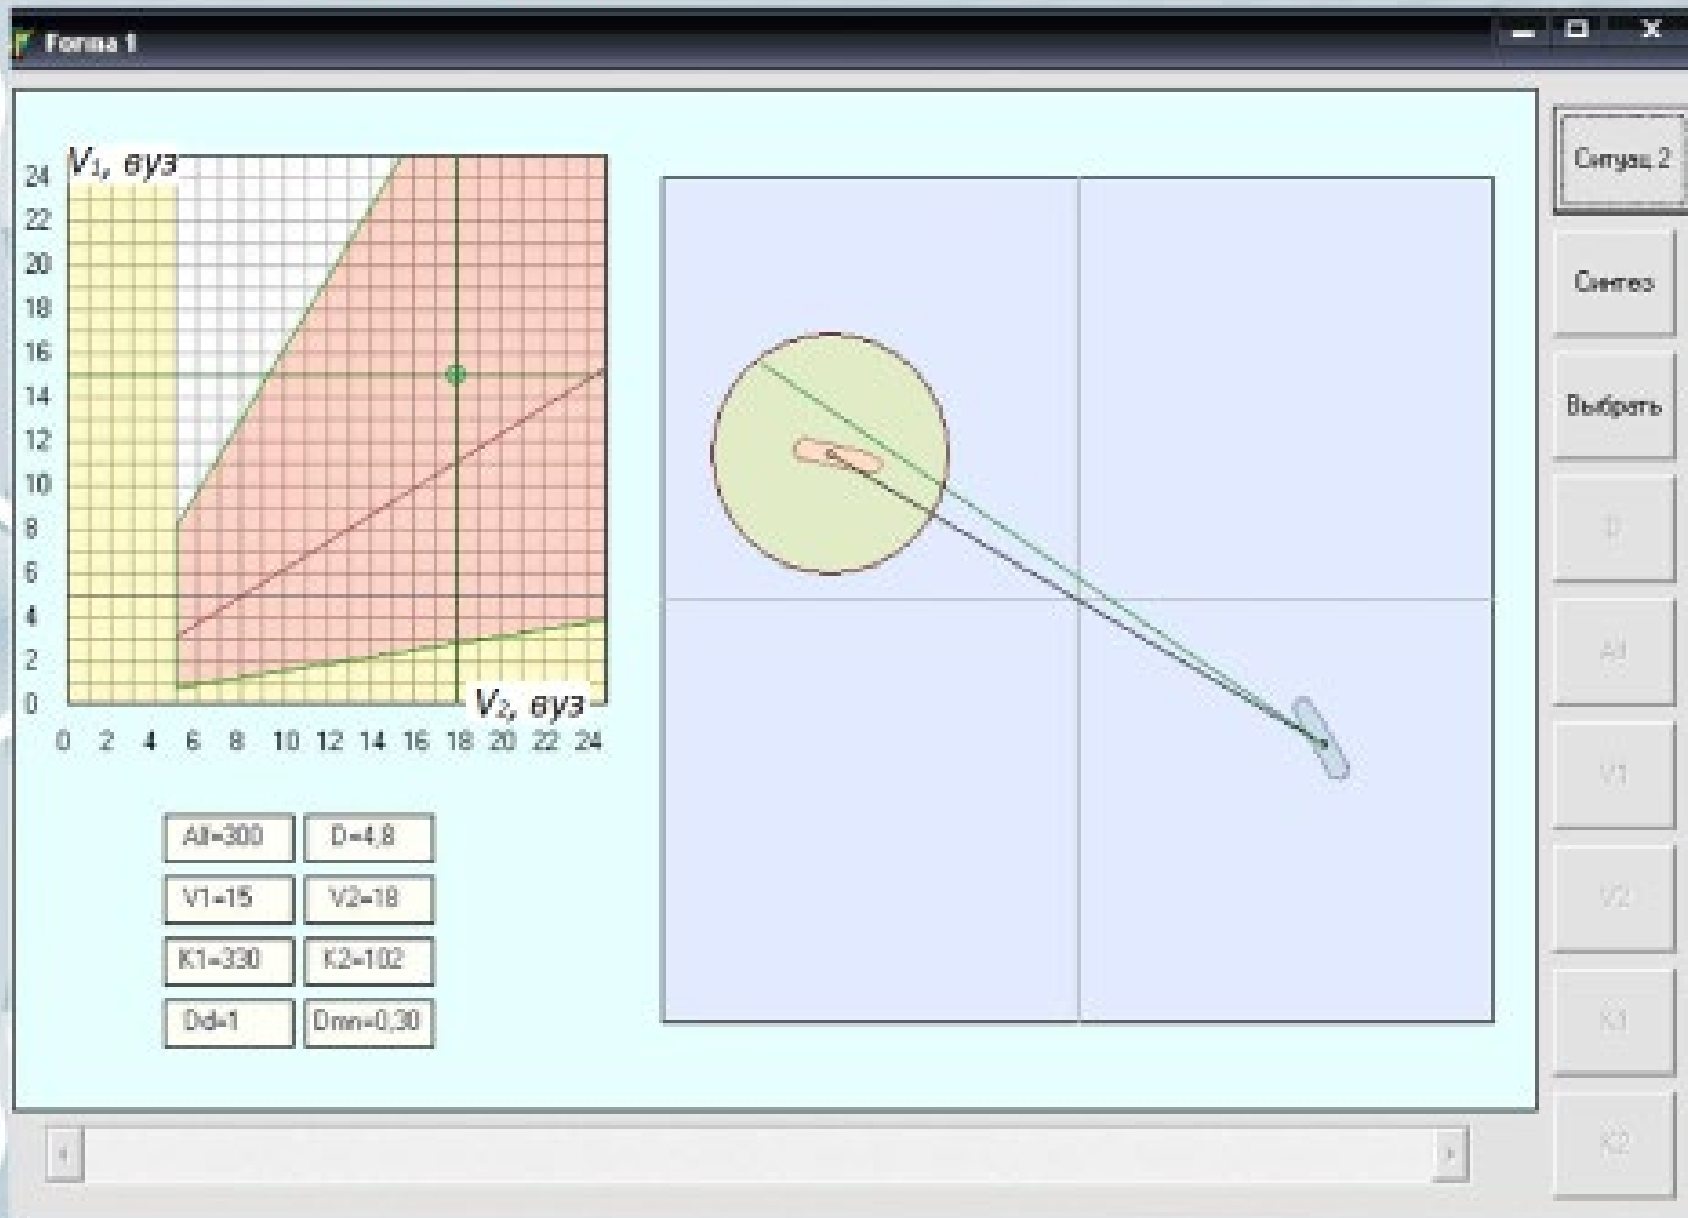 Forma 1
V₁, вуз
24
22
20
18
16
14
12
10
8
6
4
2
0
V₂, вуз
0 2 4 6 8 10 12 14 16 18 20 22 24
All=300 D=4,8
V1=15 V2=18
K1=330 K2=102
Dd=1 Dmn=0,30
Ситуац 2
Синтез
Выбрать
D
V1
V2
K1
K2